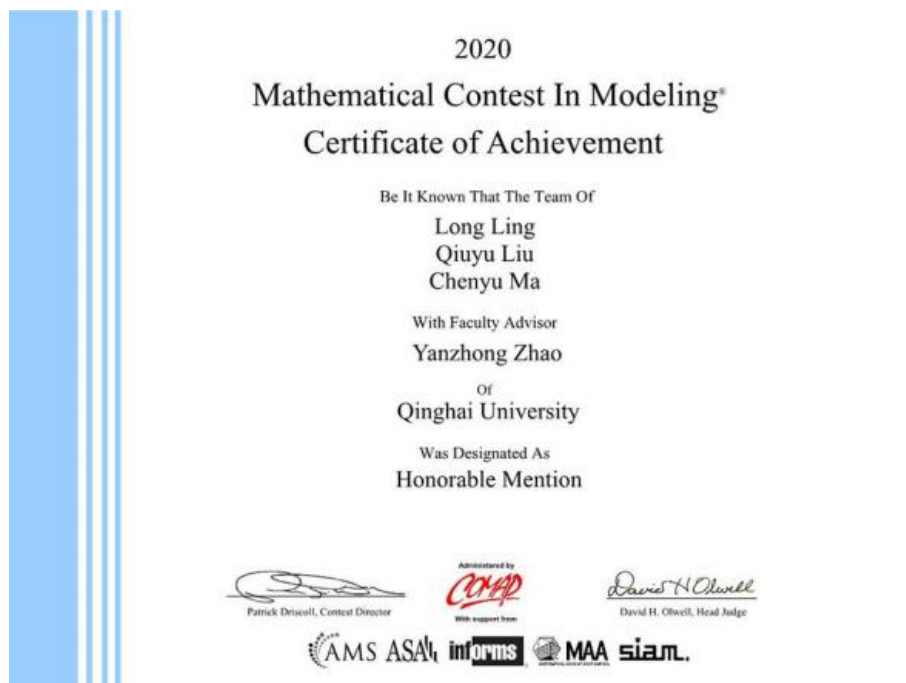 2020
Mathematical Contest In Modeling®
Certificate of Achievement
Be It Known That The Team Of
Long Ling
Qiuyu Liu
Chenyu Ma
With Faculty Advisor
Yanzhong Zhao
Of
Qinghai University
Was Designated As
Honorable Mention
Administered by
COMAP
With support from
David H Olwell
Patrick Driscoll, Contest Director
David H. Olwell, Head Judge
AMS ASA informs MAA siam.